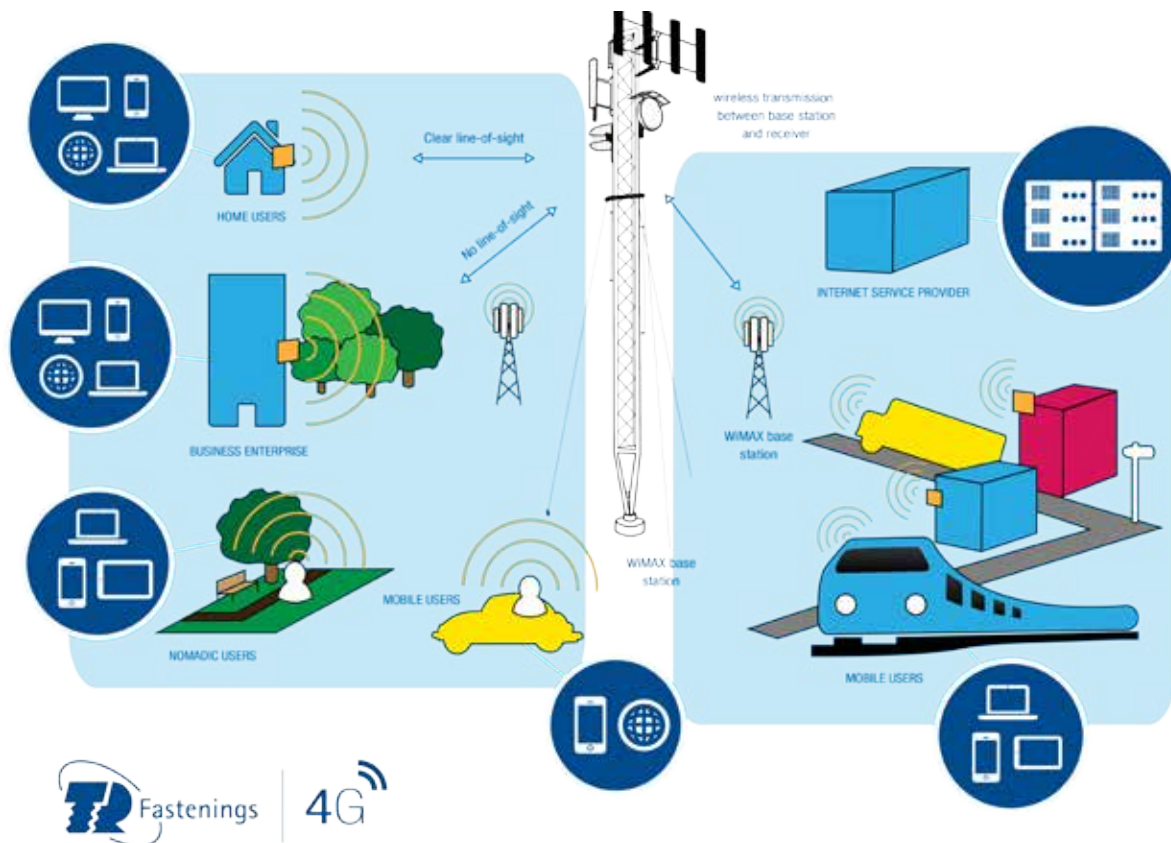 wireless transmission
between base station
and receiver
Clear line-of-sight
HOME USERS
No line-of-sight
INTERNET SERVICE PROVIDER
BUSINESS ENTERPRISE
WiMAX base
station
WiMAX base
station
MOBILE USERS
NOMADIC USERS
MOBILE USERS
TR Fastenings
4G